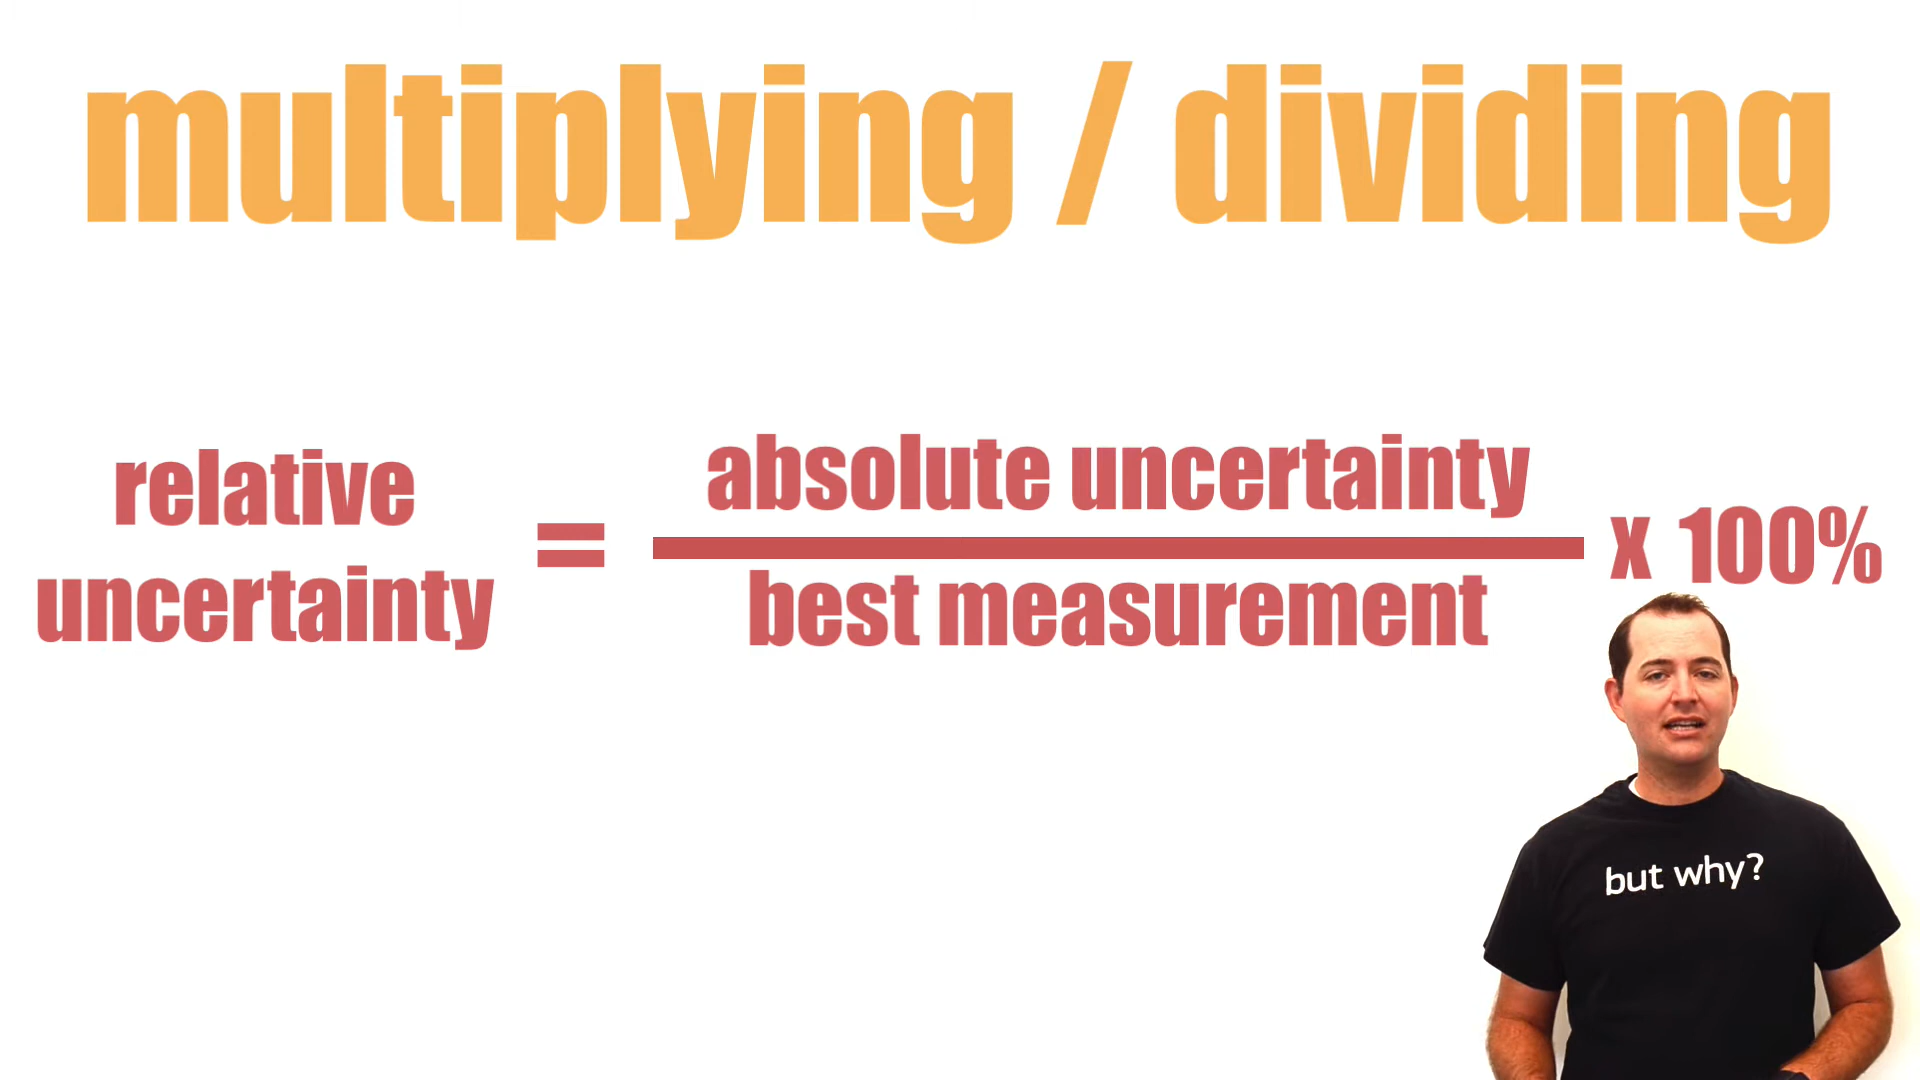 multiplying / dividing
relative
uncertainty
=
absolute uncertainty
best measurement
x 100%
but why?